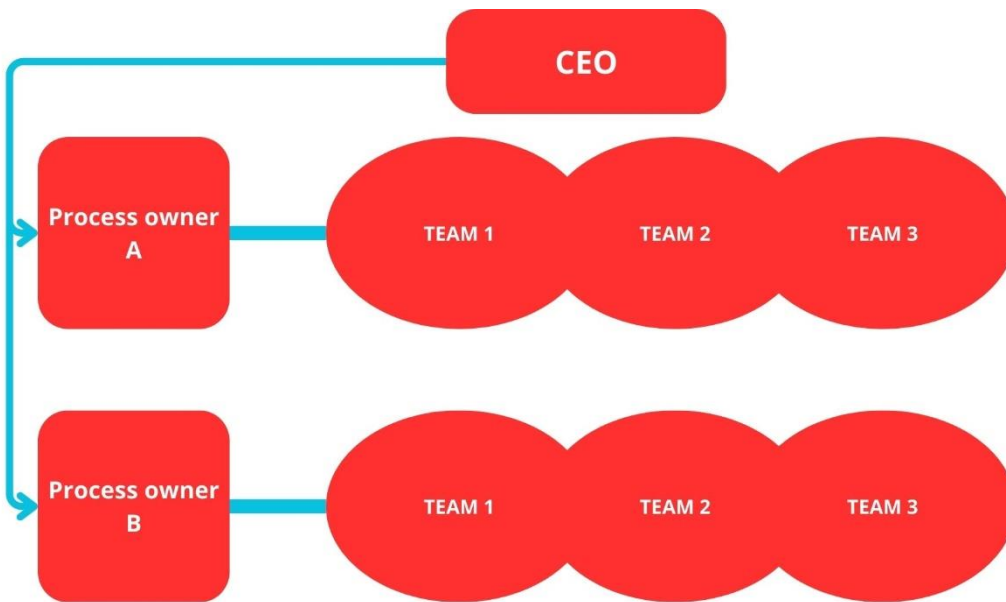 CEO
Process owner
A
TEAM 1
TEAM 2
TEAM 3
Process owner
B
TEAM 1
TEAM 2
TEAM 3